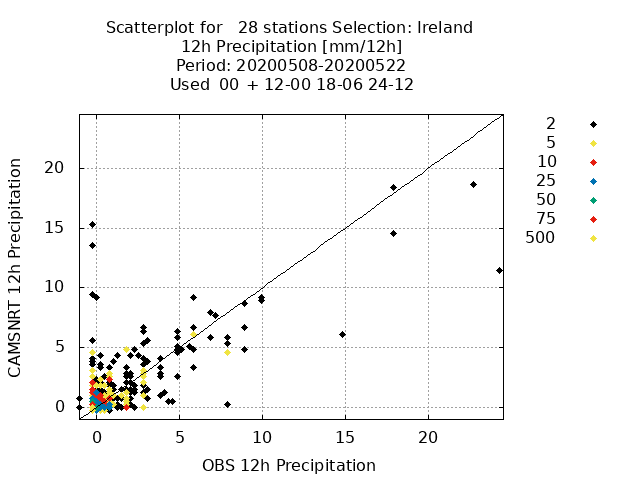 Scatterplot for   28 stations Selection: Ireland
12h Precipitation [mm/12h]
Period: 20200508-20200522
Used  00 + 12-00 18-06 24-12
2
5
10
25
50
75
500
CAMSNRT 12h Precipitation
20
15
10
5
0
0 5 10 15 20
OBS 12h Precipitation